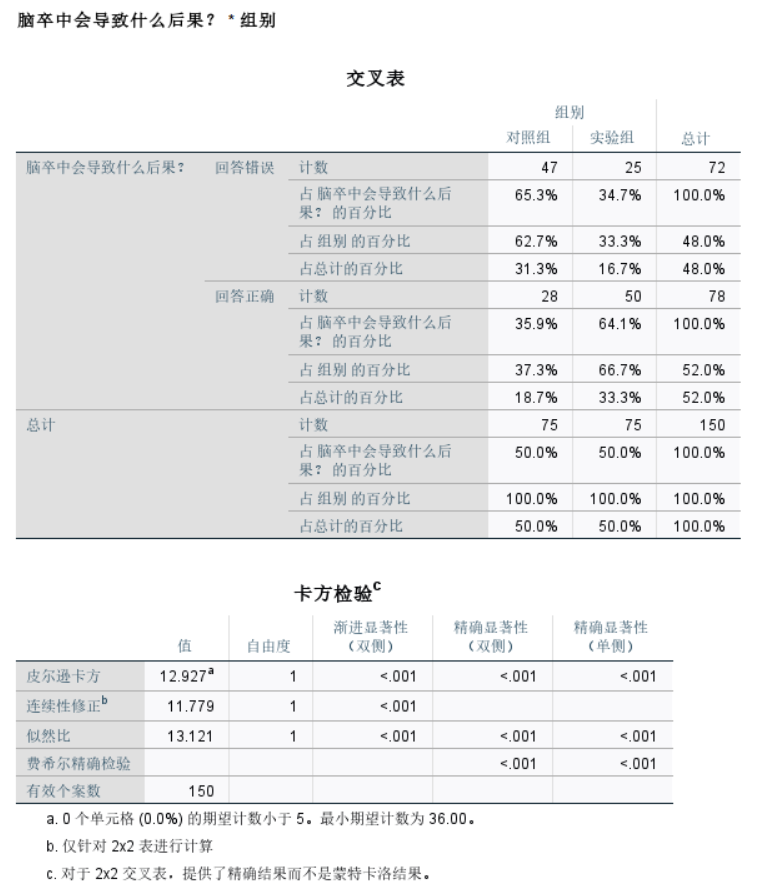 脑卒中会导致什么后果？ * 组别
交叉表
组别
对照组 实验组 总计
脑卒中会导致什么后果？ 回答错误 计数 47 25 72
占 脑卒中会导致什么后
果？ 的百分比 65.3% 34.7% 100.0%
占 组别 的百分比 62.7% 33.3% 48.0%
占总计的百分比 31.3% 16.7% 48.0%
回答正确 计数 28 50 78
占 脑卒中会导致什么后
果？ 的百分比 35.9% 64.1% 100.0%
占 组别 的百分比 37.3% 66.7% 52.0%
占总计的百分比 18.7% 33.3% 52.0%
总计 计数 75 75 150
占 脑卒中会导致什么后
果？ 的百分比 50.0% 50.0% 100.0%
占 组别 的百分比 100.0% 100.0% 100.0%
占总计的百分比 50.0% 50.0% 100.0%
卡方检验c
值 自由度 渐进显著性 精确显著性 精确显著性
（双侧） （双侧） （单侧）
皮尔逊卡方 12.927a 1 <.001 <.001 <.001
连续性修正b 11.779 1 <.001
似然比 13.121 1 <.001 <.001 <.001
费希尔精确检验 <.001 <.001
有效个案数 150
a. 0 个单元格 (0.0%) 的期望计数小于 5。最小期望计数为 36.00。
b. 仅针对 2x2 表进行计算
c. 对于 2x2 交叉表，提供了精确结果而不是蒙特卡洛结果。